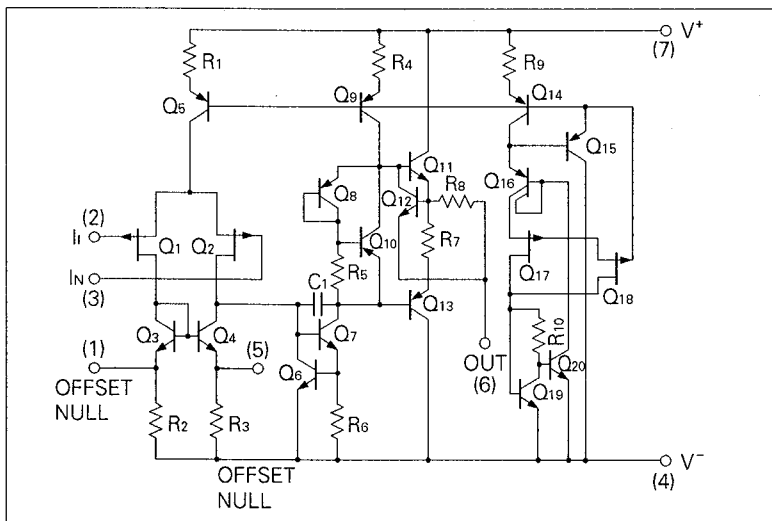 V+
(7)
R1
R4
R9
Q5
Q9
Q14
Q15
Q8
Q11
Q12
R8
Q16
(2)
II
Q1
Q2
Q10
R7
Q17
Q18
IN
(3)
R5
C1
Q13
Q3
Q4
Q7
R10
(1)
(5)
Q6
OUT
(6)
Q20
Q19
OFFSET
NULL
R2
R3
R6
OFFSET
NULL
V-
(4)